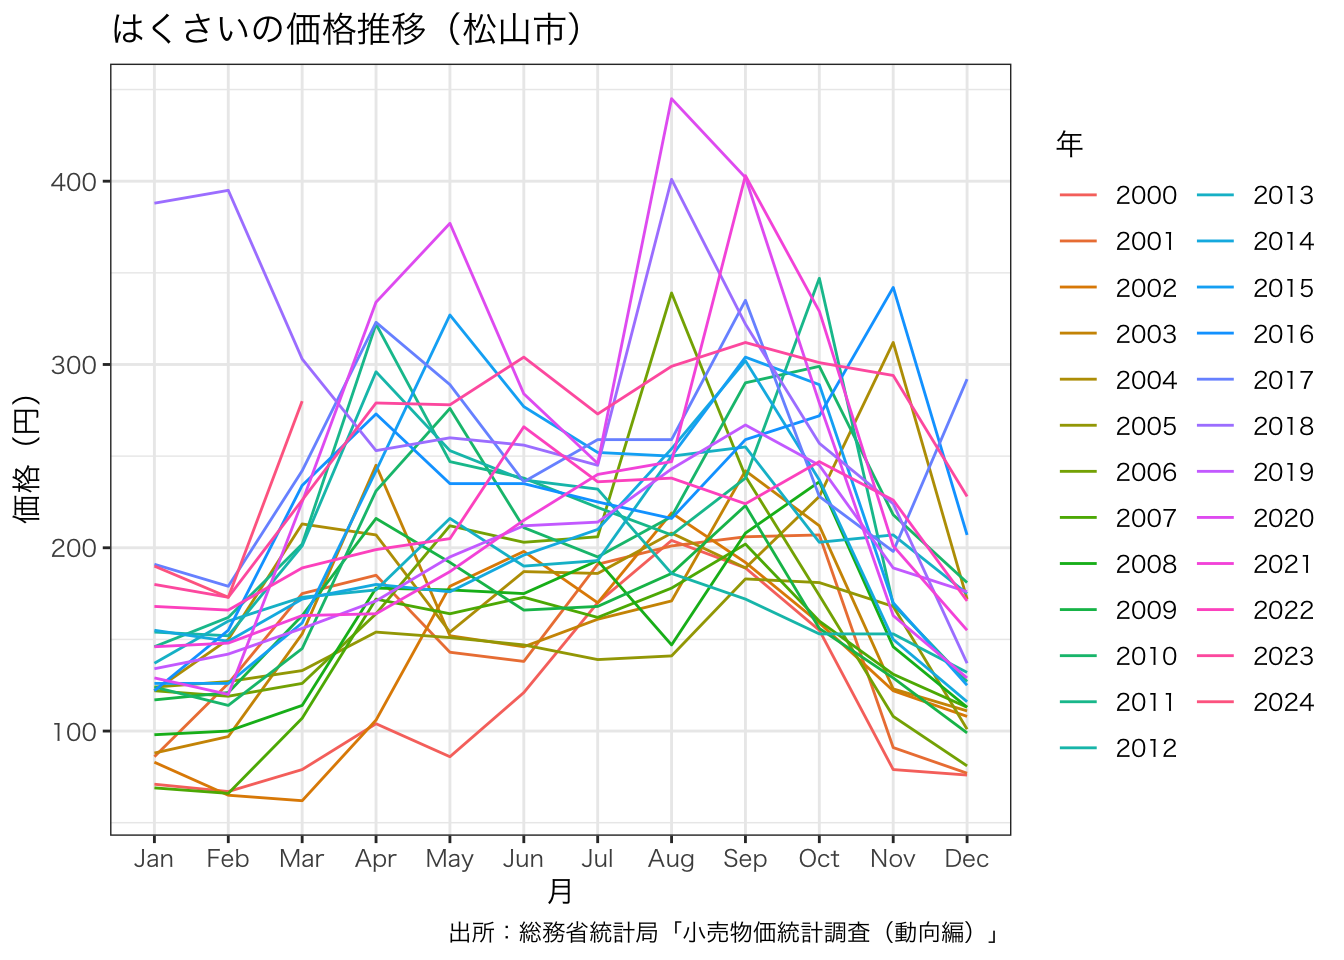 はくさいの価格推移（松山市）
価格（円）
400
300
200
100
Jan Feb Mar Apr May Jun Jul Aug Sep Oct Nov Dec
月
年
2000 2013
2001 2014
2002 2015
2003 2016
2004 2017
2005 2018
2006 2019
2007 2020
2008 2021
2009 2022
2010 2023
2011 2024
2012
出所：総務省統計局「小売物価統計調査（動向編）」